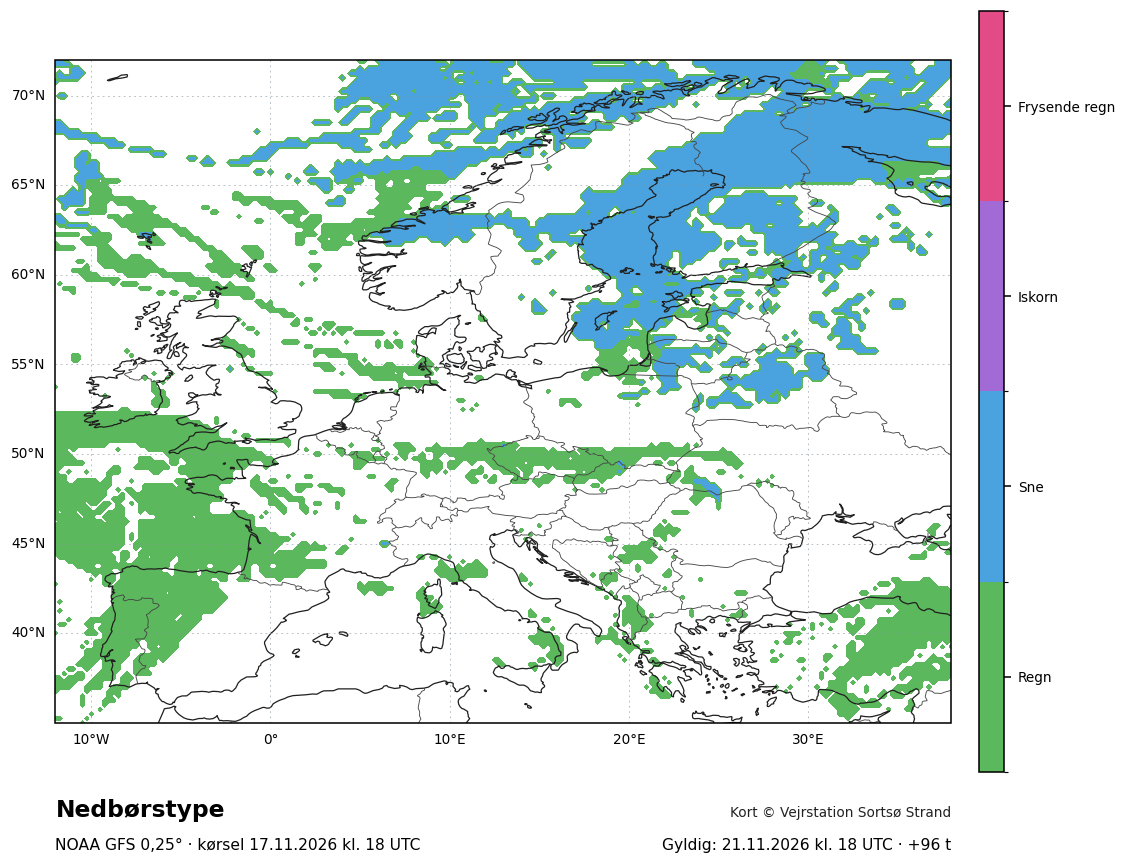 70°N
65°N
60°N
55°N
50°N
45°N
40°N
10°W
0°
10°E
20°E
30°E
Frysende regn
Iskorn
Sne
Regn
Nedbørstype
Kort © Vejrstation Sortsø Strand
NOAA GFS 0,25° · kørsel 17.11.2026 kl. 18 UTC
Gyldig: 21.11.2026 kl. 18 UTC · +96 t